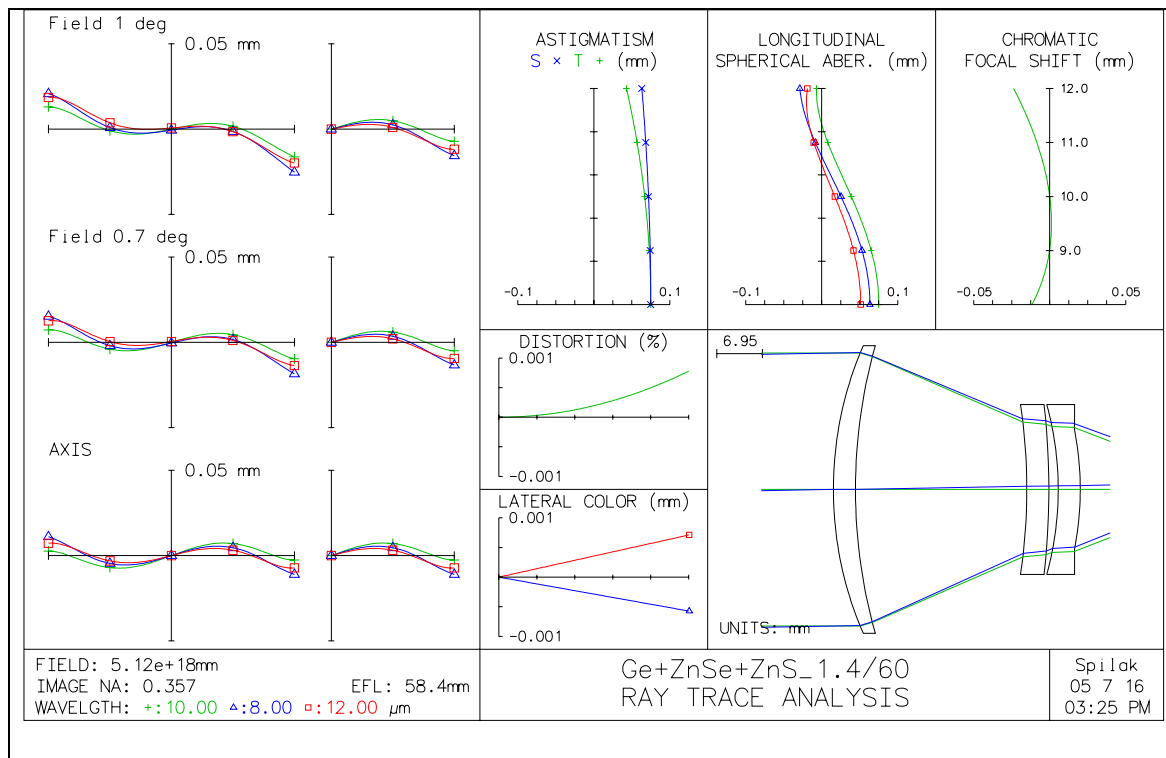 Field 1 deg
0.05 mm
Field 0.7 deg
0.05 mm
AXIS
0.05 mm
ASTIGMATISM
S × T + (mm)
-0.1 0.1
LONGITUDINAL
SPHERICAL ABER. (mm)
-0.1 0.1
CHROMATIC
FOCAL SHIFT (mm)
12.0
11.0
10.0
9.0
-0.05 0.05
DISTORTION (%)
0.001
-0.001
LATERAL COLOR (mm)
0.001
-0.001
6.95
UNITS: mm
FIELD: 5.12e+18mm
IMAGE NA: 0.357 EFL: 58.4mm
WAVELGTH: +:10.00 △:8.00 □:12.00 µm
Ge+ZnSe+ZnS_1.4/60
RAY TRACE ANALYSIS
Spilak
05 7 16
03:25 PM